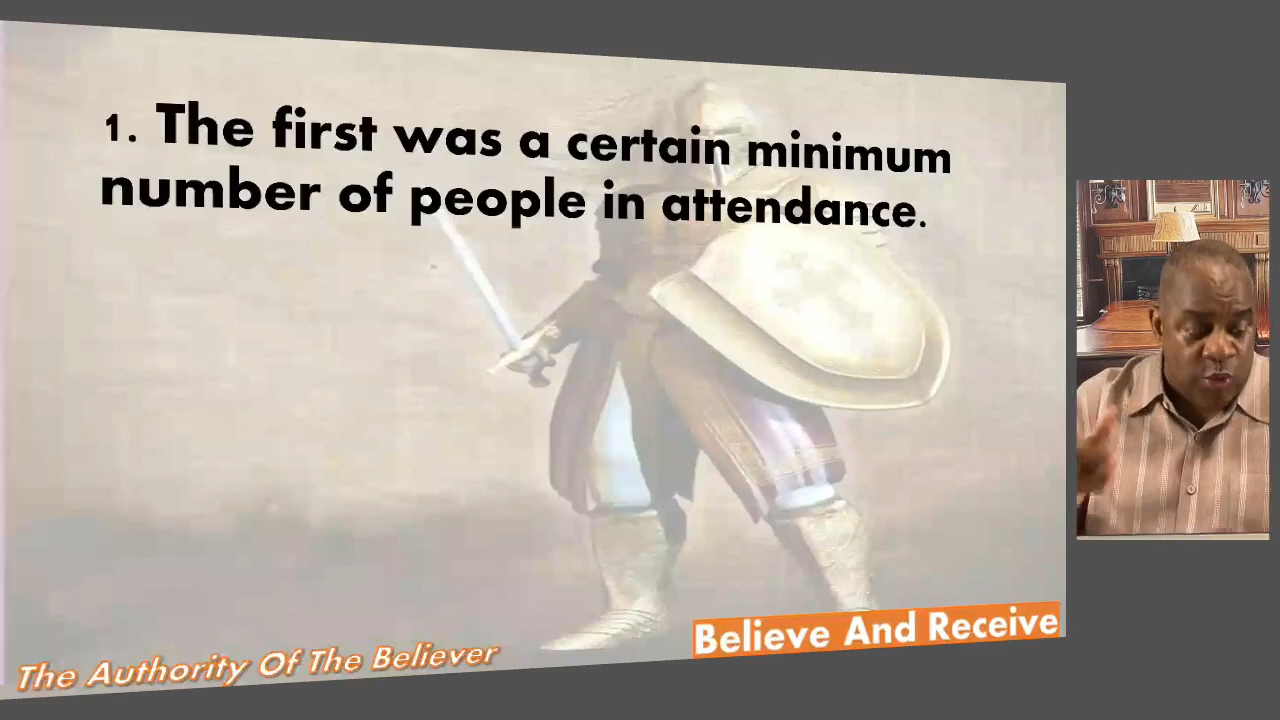 1. The first was a certain minimum
number of people in attendance.
The Authority Of The Believer
Believe And Receive